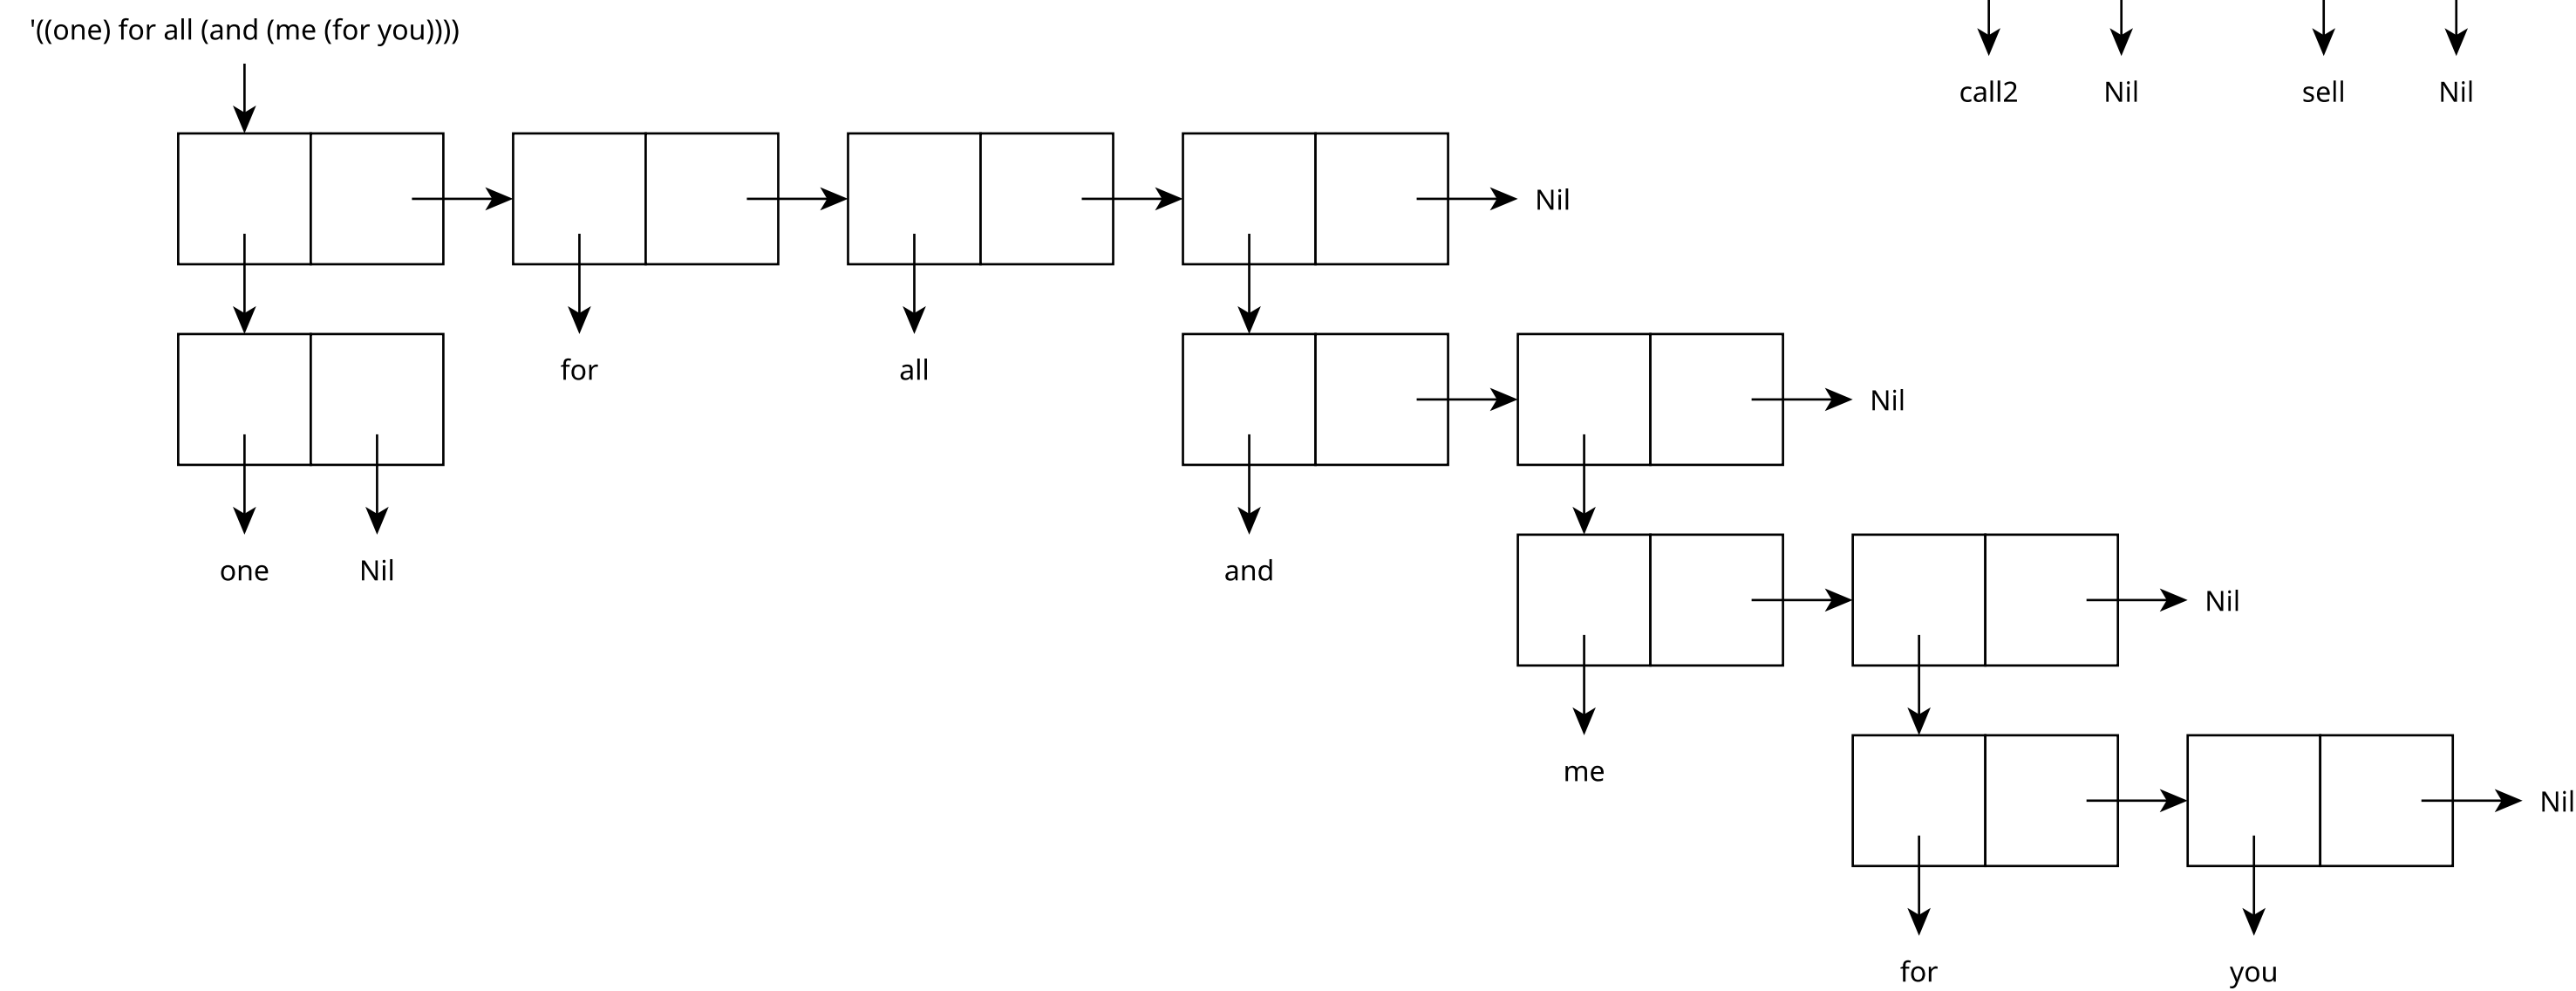 '((one) for all (and (me (for you))))
call2 Nil sell Nil
Nil
for all Nil
one Nil and Nil
me Nil
for you